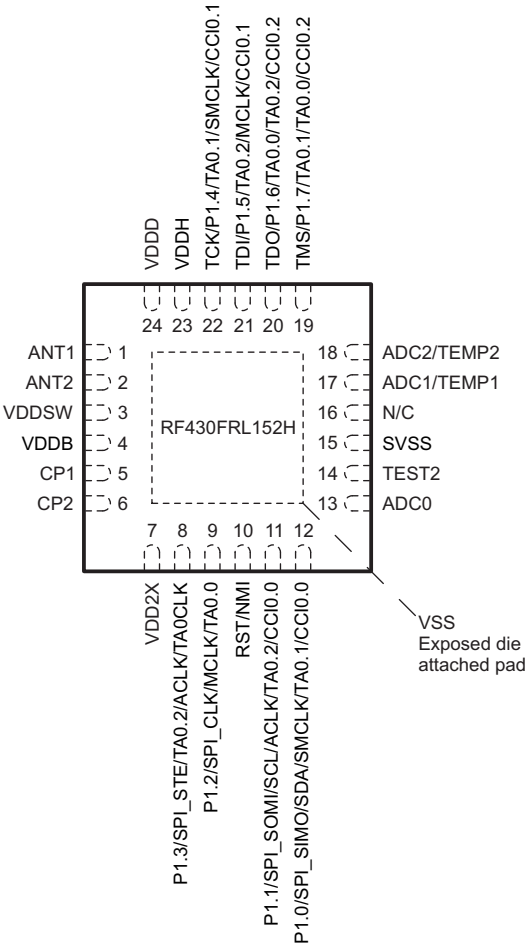 VDDD
VDDH
TCK/P1.4/TA0.1/SMCLK/CCI0.1
TDI/P1.5/TA0.2/MCLK/CCI0.1
TDO/P1.6/TA0.0/TA0.2/CCI0.2
TMS/P1.7/TA0.1/TA0.0/CCI0.2
24 23 22 21 20 19
ANT1 1
ANT2 2
VDDSW 3
VDDB 4
CP1 5
CP2 6
RF430FRL152H
18 ADC2/TEMP2
17 ADC1/TEMP1
16 N/C
15 SVSS
14 TEST2
13 ADC0
7 8 9 10 11 12
VDD2X
P1.3/SPI_STE/TA0.2/ACLK/TA0CLK
P1.2/SPI_CLK/MCLK/TA0.0
RST/NMI
P1.1/SPI_SOMI/SCL/ACLK/TA0.2/CCI0.0
P1.0/SPI_SIMO/SDA/SMCLK/TA0.1/CCI0.0
VSS
Exposed die
attached pad